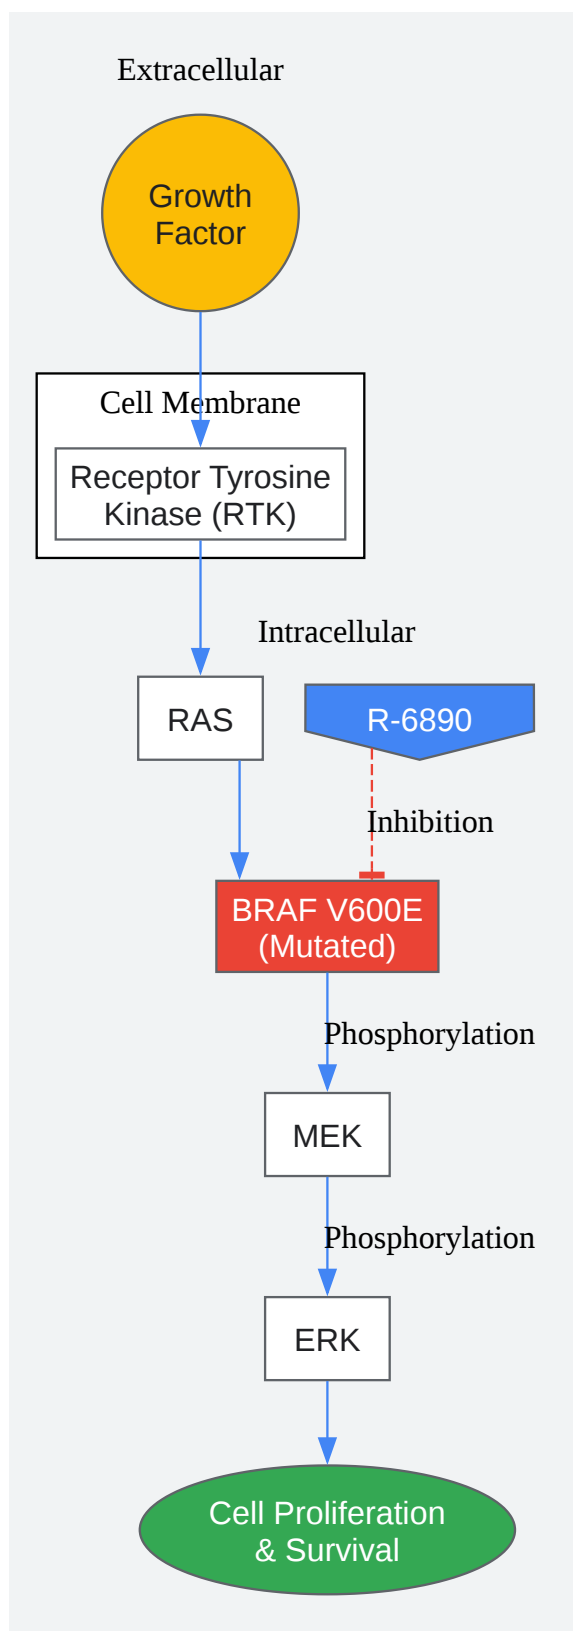 Extracellular
Growth
Factor
Cell Membrane
Receptor Tyrosine
Kinase (RTK)
Intracellular
RAS
R-6890
Inhibition
BRAF V600E
(Mutated)
Phosphorylation
MEK
Phosphorylation
ERK
Cell Proliferation
& Survival